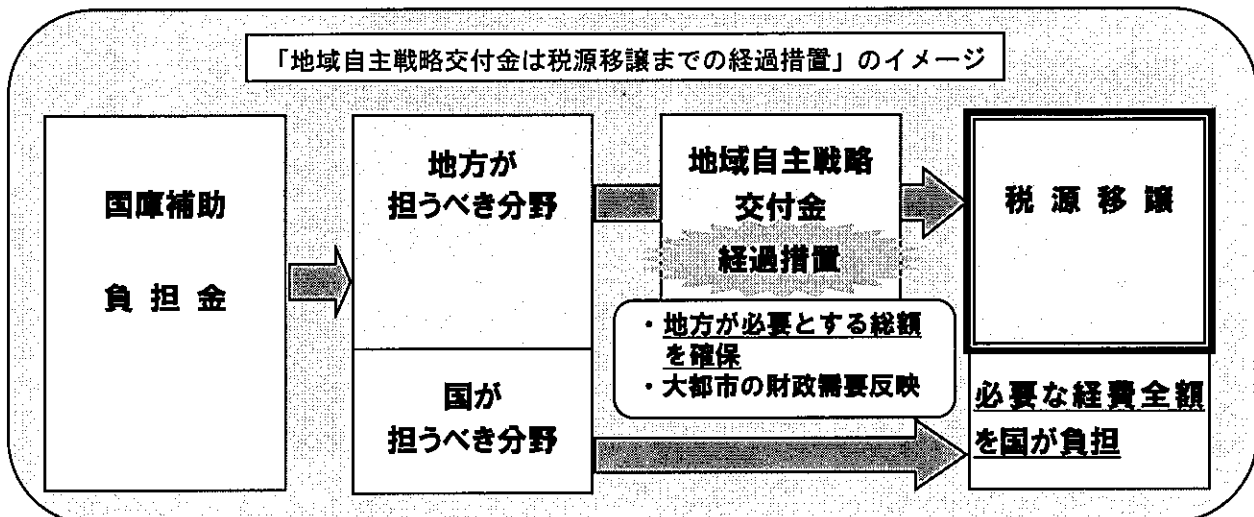 「地域自主戦略交付金は税源移譲までの経過措置」のイメージ
国庫補助
負担金
地方が
担うべき分野
国が
担うべき分野
地域自主戦略
交付金
経過措置
・地方が必要とする総額
を確保
・大都市の財政需要反映
税源移譲
必要な経費全額
を国が負担